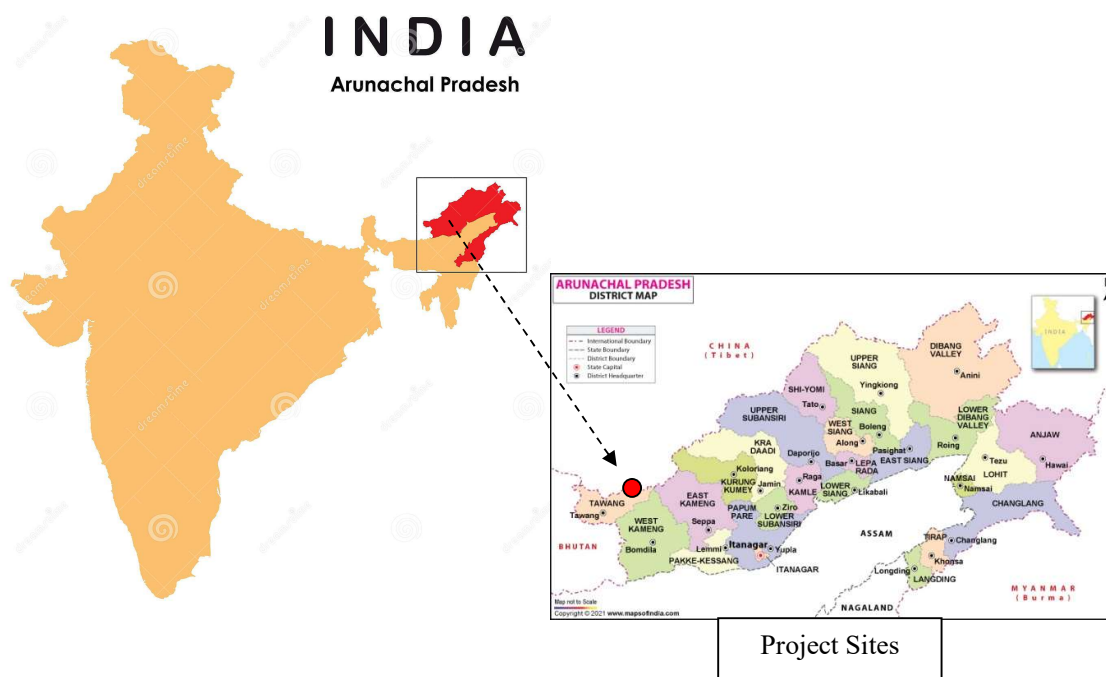 INDIA
Arunachal Pradesh
dreamstime
ARUNACHAL PRADESH
DISTRICT MAP
LEGEND
International Boundary
State Boundary
District Boundary
State Capital
District Headquarter
INDIA
CHINA
(Tibet)
DIBANG
VALLEY
Anini
UPPER
SIANG
Yingkiong
SHI-YOMI
Tato
SIANG
Boleng
LOWER
DIBANG
VALLEY
Roing
ANJAW
Hawai
UPPER
SUBANSIRI
Daporijo
WEST
SIANG
Along
Pasighat
EAST SIANG
Tezu
LOHIT
KRA
DAADI
Basar
LEPA
RADA
Koloriang
KURUNG
KUMEY
Jamin
Raga
KAMLE
LOWER
SIANG
Likabali
NAMSAI
Namsai
CHANGLANG
TAWANG
Tawang
EAST
KAMENG
Seppa
PAPUM
PARE
Ziro
LOWER
SUBANSIRI
WEST
KAMENG
Bomdila
Lemmi
Itanagar
Yupia
ITANAGAR
PAKKE-KESSANG
BHUTAN
ASSAM
TIRAP
Changlang
Khonsa
Longding
LANGDING
NAGALAND
MYANMAR
(Burma)
Map not to Scale
Copyright © 2021 www.mapsofindia.com
Project Sites